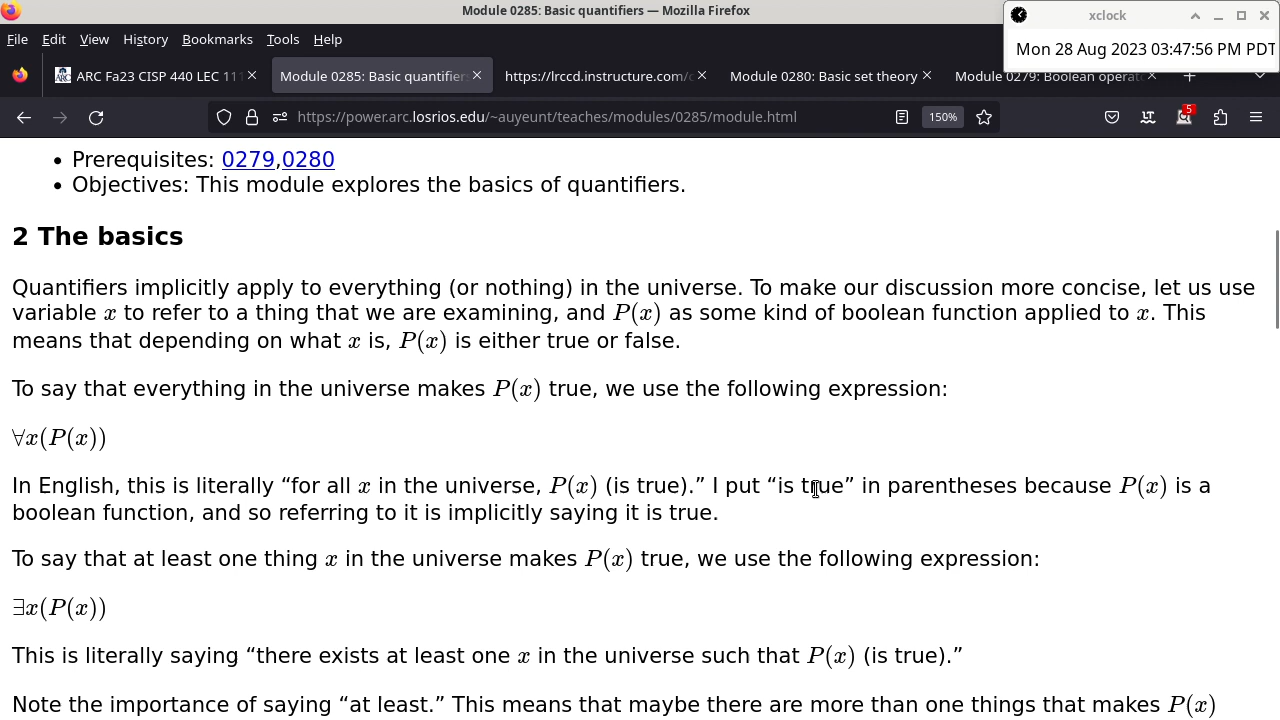 Module 0285: Basic quantifiers — Mozilla Firefox
xclock
File Edit View History Bookmarks Tools Help
Mon 28 Aug 2023 03:47:56 PM PDT
ARC Fa23 CISP 440 LEC 111
Module 0285: Basic quantifiers
https://lrccd.instructure.com/c
Module 0280: Basic set theory
Module 0279: Boolean operat
https://power.arc.losrios.edu/~auyeunt/teaches/modules/0285/module.html
150%
5
• Prerequisites: 0279,0280
• Objectives: This module explores the basics of quantifiers.
2 The basics
Quantifiers implicitly apply to everything (or nothing) in the universe. To make our discussion more concise, let us use
variable x to refer to a thing that we are examining, and P(x) as some kind of boolean function applied to x. This
means that depending on what x is, P(x) is either true or false.
To say that everything in the universe makes P(x) true, we use the following expression:
∀x(P(x))
In English, this is literally “for all x in the universe, P(x) (is true).” I put “is true” in parentheses because P(x) is a
boolean function, and so referring to it is implicitly saying it is true.
To say that at least one thing x in the universe makes P(x) true, we use the following expression:
∃x(P(x))
This is literally saying “there exists at least one x in the universe such that P(x) (is true).”
Note the importance of saying “at least.” This means that maybe there are more than one things that makes P(x)